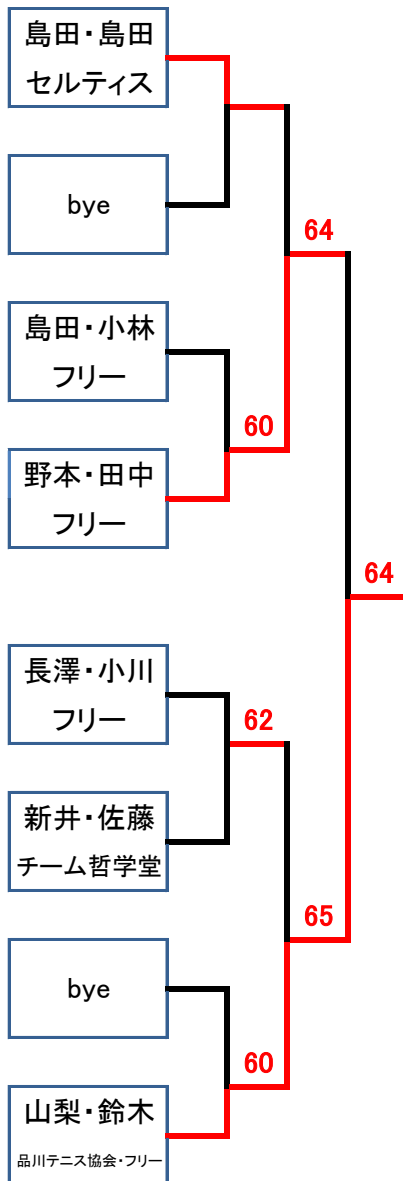 島田・島田
セルティス
bye
64
島田・小林
フリー
60
野本・田中
フリー
64
長澤・小川
フリー
62
新井・佐藤
チーム哲学堂
65
bye
60
山梨・鈴木
品川テニス協会・フリー